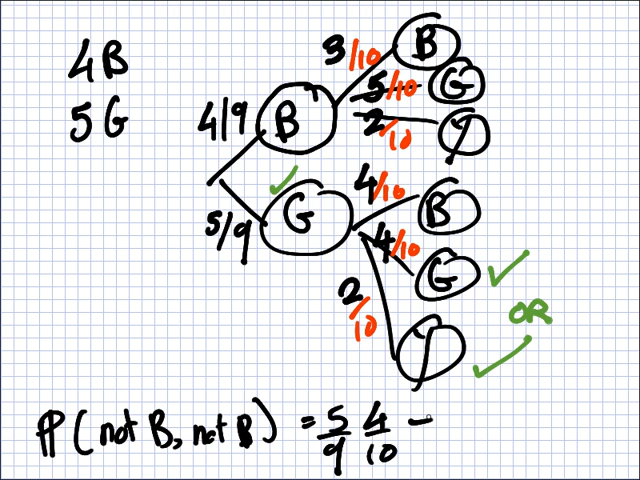 4B
5G
4/9 B
3/10 B
5/10 G
2/10 Y
5/9 G
4/10 B
4/10 G
OR
2/10 Y
P(not B, not B) = 5/9 4/10 -